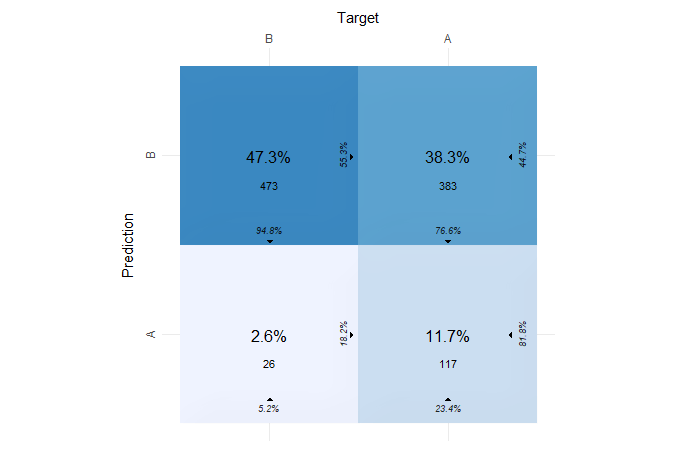 Target
B
A
Prediction
B
47.3%
473
55.3%
94.8%
38.3%
383
44.7%
76.6%
A
2.6%
26
18.2%
5.2%
11.7%
117
81.8%
23.4%